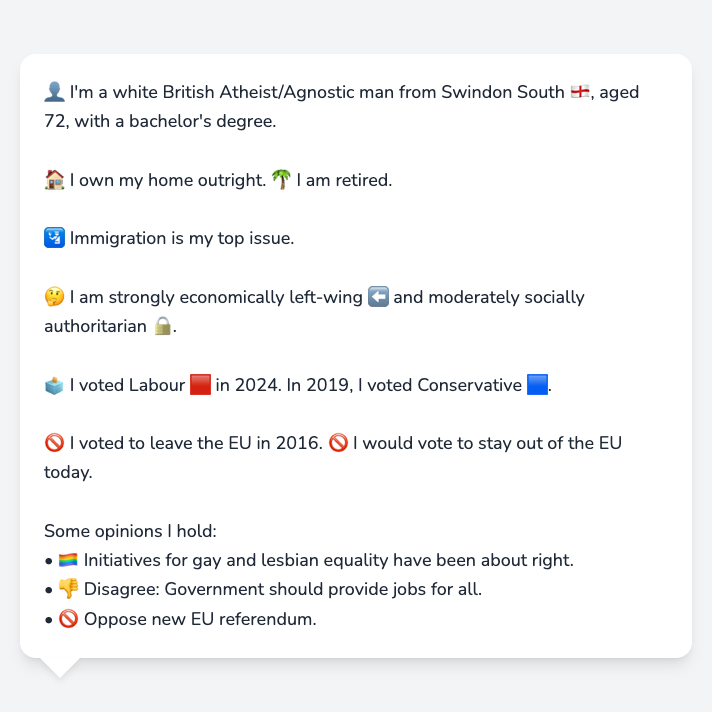 👤 I'm a white British Atheist/Agnostic man from Swindon South 🏴󠁧󠁢󠁥󠁮󠁧󠁿, aged
72, with a bachelor's degree.
🏠 I own my home outright. 🌴 I am retired.
🛂 Immigration is my top issue.
🤔 I am strongly economically left-wing ⬅️ and moderately socially
authoritarian 🔒.
🗳️ I voted Labour 🟥 in 2024. In 2019, I voted Conservative 🟦.
🚫 I voted to leave the EU in 2016. 🚫 I would vote to stay out of the EU
today.
Some opinions I hold:
• 🏳️‍🌈 Initiatives for gay and lesbian equality have been about right.
• 👎 Disagree: Government should provide jobs for all.
• 🚫 Oppose new EU referendum.